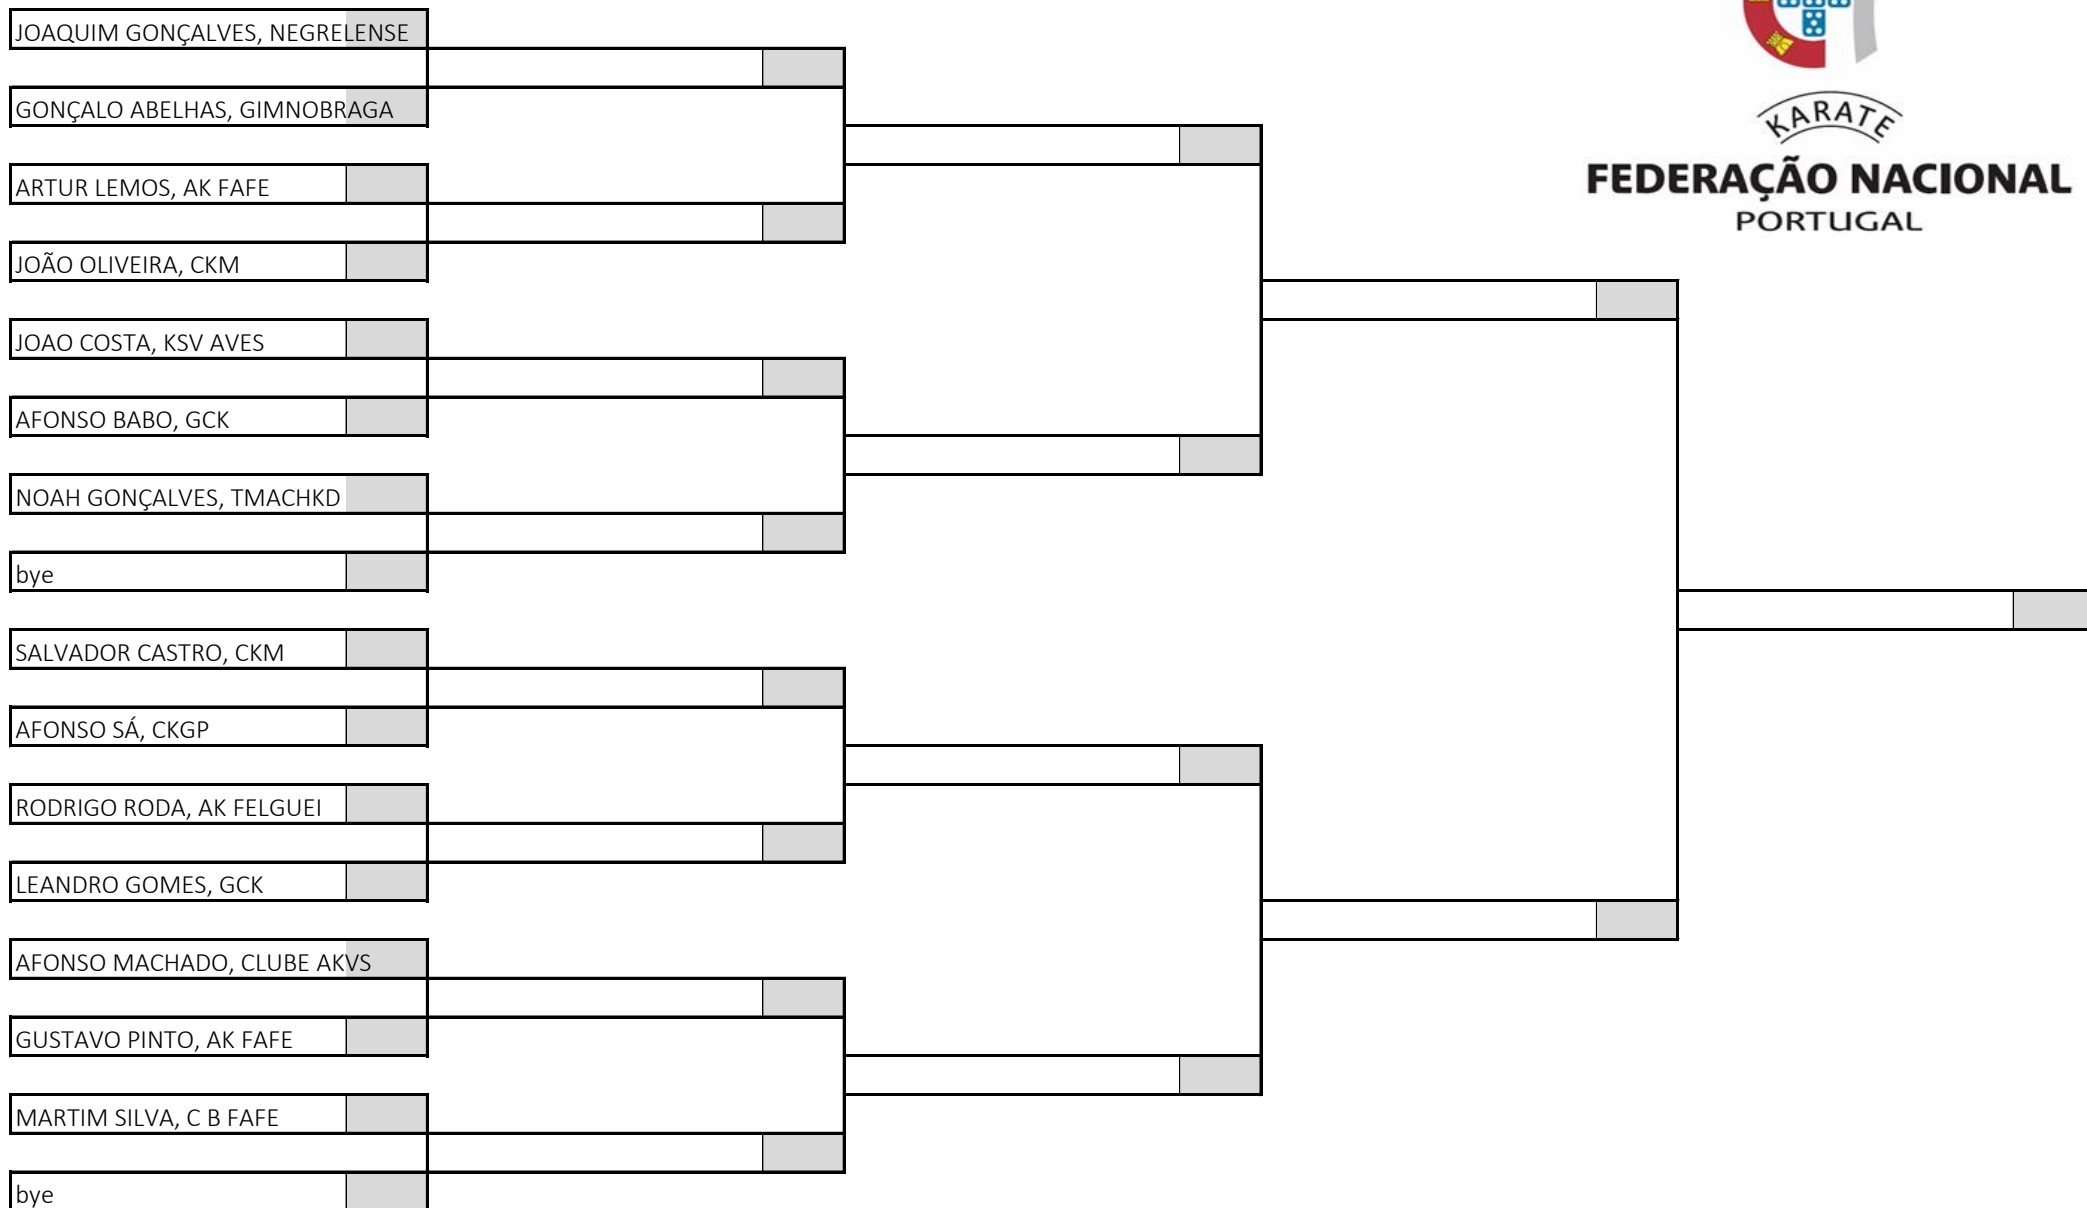 JOAQUIM GONÇALVES, NEGRELENSE
GONÇALO ABELHAS, GIMNOBRAGA
KARATE
FEDERAÇÃO NACIONAL
PORTUGAL
ARTUR LEMOS, AK FAFE
JOÃO OLIVEIRA, CKM
JOAO COSTA, KSV AVES
AFONSO BABO, GCK
NOAH GONÇALVES, TMACHKD
bye
SALVADOR CASTRO, CKM
AFONSO SÁ, CKGP
RODRIGO RODA, AK FELGUEI
LEANDRO GOMES, GCK
AFONSO MACHADO, CLUBE AKVS
GUSTAVO PINTO, AK FAFE
MARTIM SILVA, C B FAFE
bye